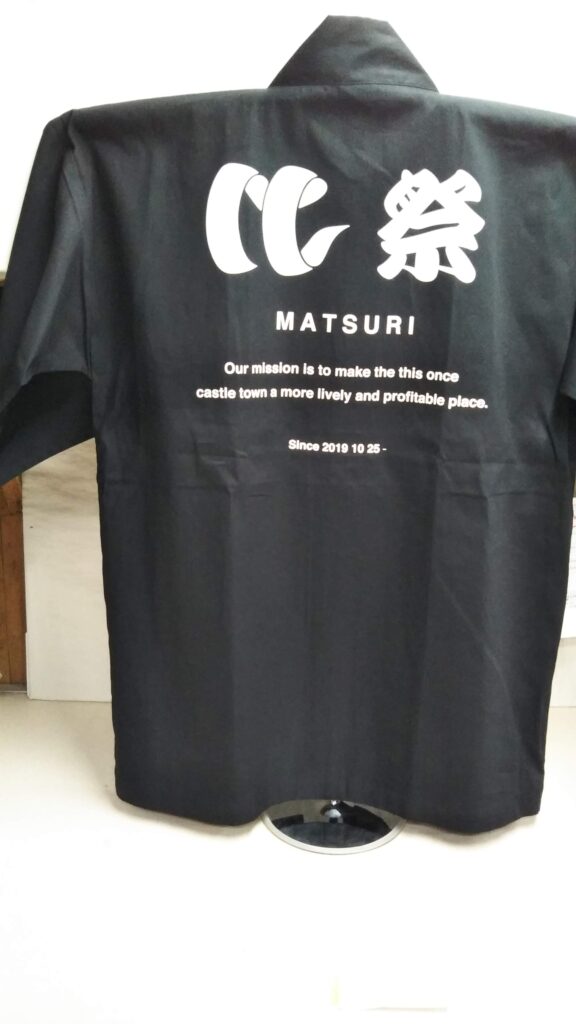 祭
MATSURI
Our mission is to make the this once
castle town a more lively and profitable place.
Since 2019 10 25 -